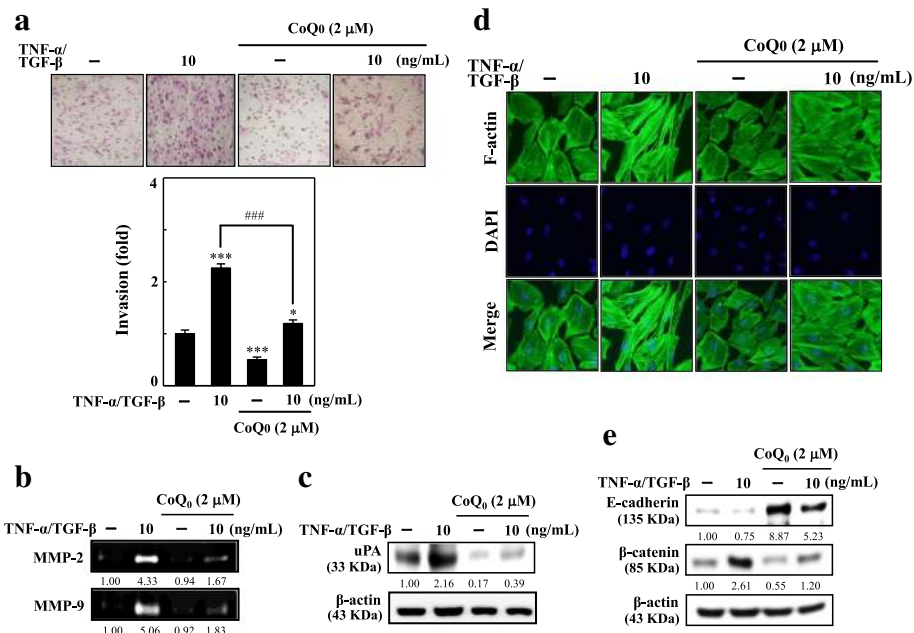 a
CoQ0 (2 μM)
TNF-α/
TGF-β
– 10 – 10 (ng/mL)
4
2
0
Invasion (fold)
###
***
***
*
TNF-α/TGF-β – 10 – 10 (ng/mL)
CoQ0 (2 μM)
b
CoQ0 (2 μM)
TNF-α/TGF-β – 10 – 10 (ng/mL)
MMP-2
1.00 4.33 0.94 1.67
MMP-9
1.00 5.06 0.92 1.83
c
CoQ0 (2 μM)
TNF-α/TGF-β – 10 – 10 (ng/mL)
uPA
(33 KDa)
1.00 2.16 0.17 0.39
β-actin
(43 KDa)
d
CoQ0 (2 μM)
TNF-α/
TGF-β
– 10 – 10 (ng/mL)
F-actin
DAPI
Merge
e
CoQ0 (2 μM)
TNF-α/TGF-β – 10 – 10 (ng/mL)
E-cadherin
(135 KDa)
1.00 0.75 8.87 5.23
β-catenin
(85 KDa)
1.00 2.61 0.55 1.20
β-actin
(43 KDa)